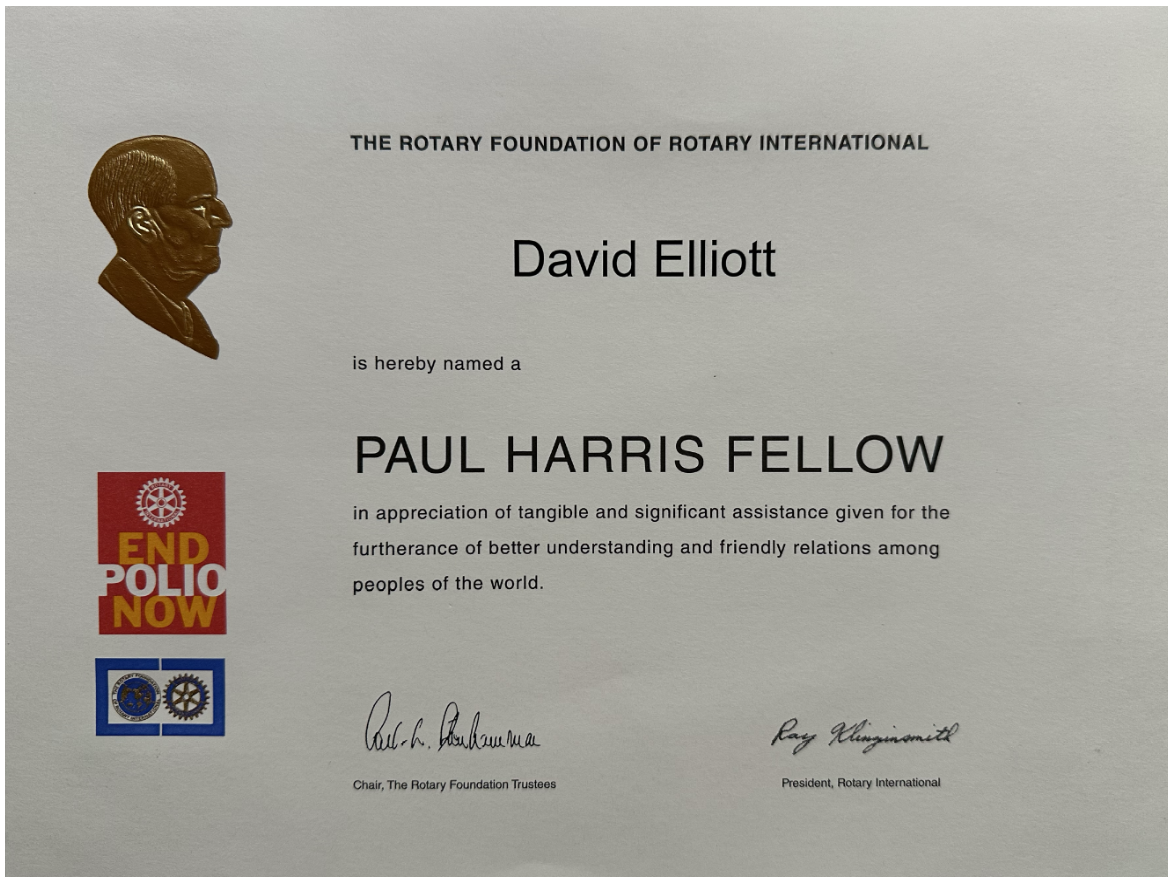 THE ROTARY FOUNDATION OF ROTARY INTERNATIONAL
David Elliott
is hereby named a
PAUL HARRIS FELLOW
in appreciation of tangible and significant assistance given for the
furtherance of better understanding and friendly relations among
peoples of the world.
END
POLIO
NOW
Ray Klinginsmith
Chair, The Rotary Foundation Trustees
President, Rotary International